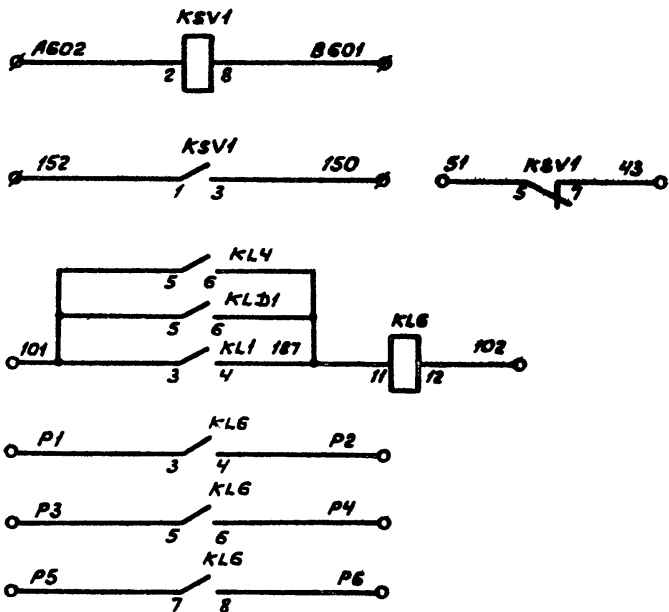 KSV1
A602 2 8 B601
KSV1
152 1 3 150
51 KSV1 43
5 7
KL4
5 6
KLD1
5 6
101 KL1 187
3 4
KL6
11 12 102
KL6
P1 3 4 P2
KL6
P3 5 6 P4
KL6
P5 7 8 P6